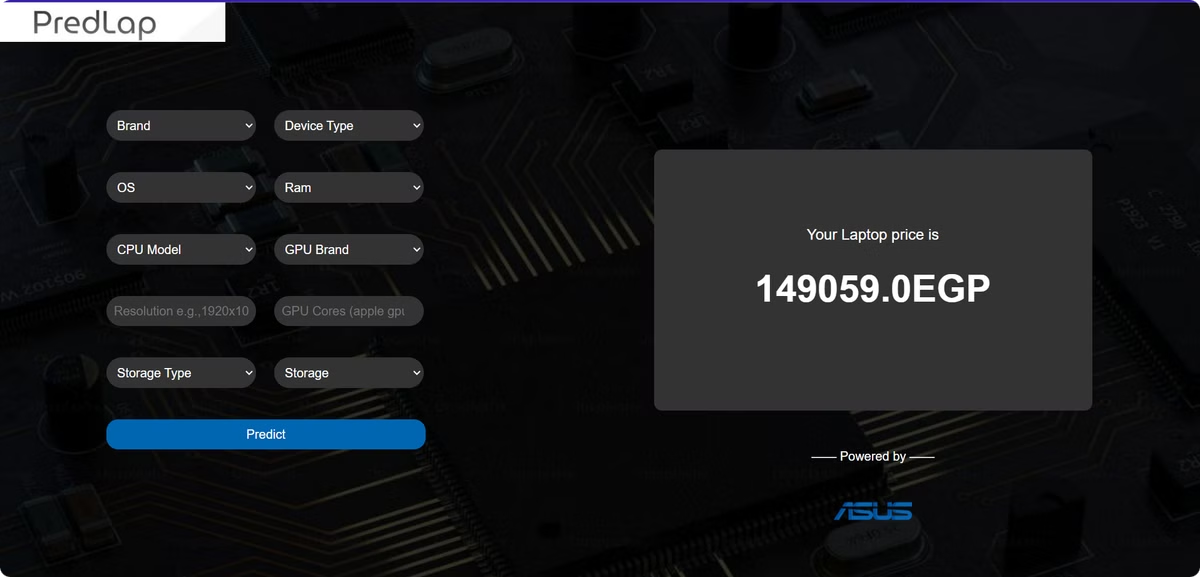 PredLap
Brand
Device Type
OS
Ram
CPU Model
GPU Brand
Resolution e.g.,1920x10
GPU Cores (apple gpu
Storage Type
Storage
Predict
Your Laptop price is
149059.0EGP
Powered by
ASUS